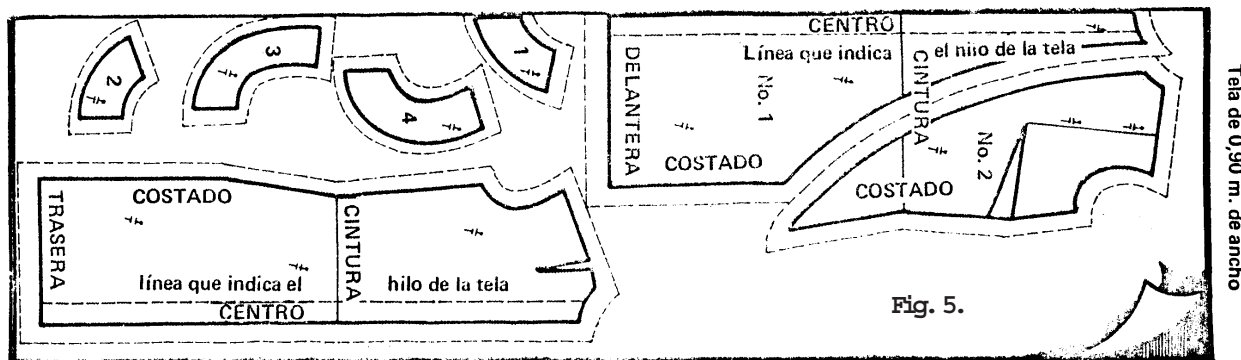 2
3
4
1
CENTRO
Línea que indica el hilo de la tela
DELANTERA
No. 1
CINTURA
COSTADO
No. 2
COSTADO
TRASERA
COSTADO
CINTURA
línea que indica el hilo de la tela
CENTRO
Fig. 5.
Tela de 0,90 m. de ancho